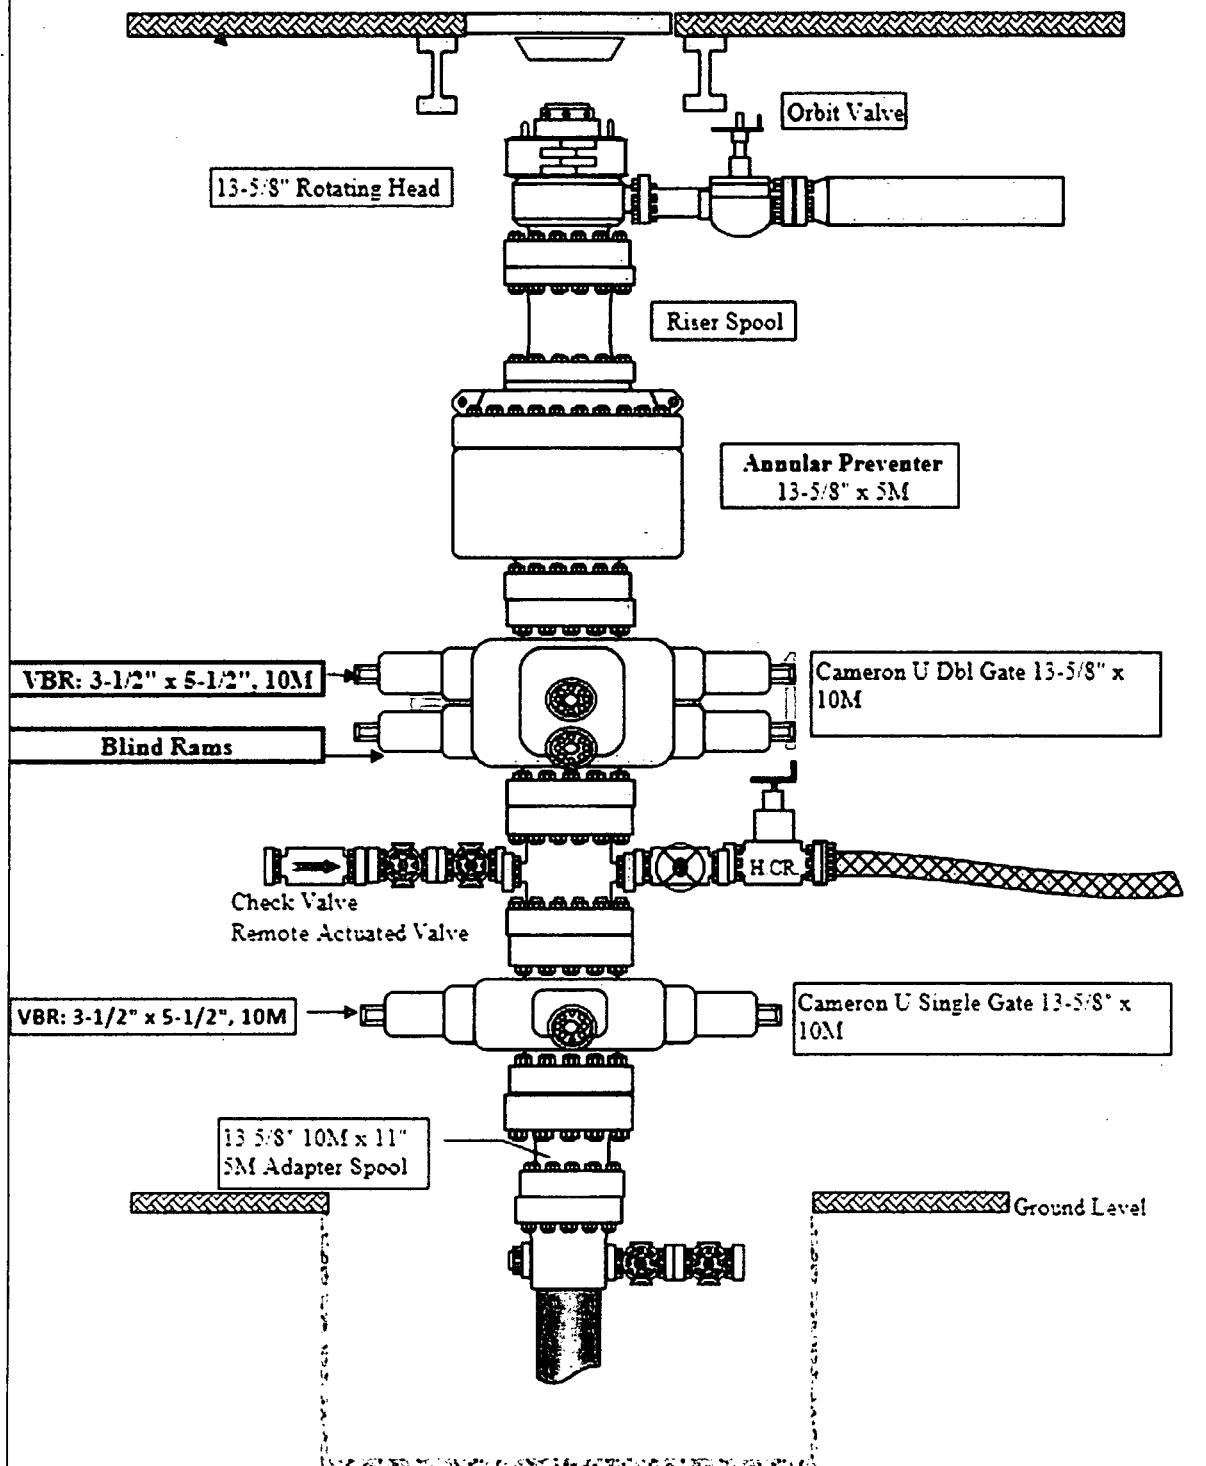 Orbit Valve
13-5/8" Rotating Head
Riser Spool
Annular Preventer
13-5/8" x 5M
VBR: 3-1/2" x 5-1/2", 10M
Cameron U Dbl Gate 13-5/8" x
10M
Blind Rams
H.CR.
Check Valve
Remote Actuated Valve
VBR: 3-1/2" x 5-1/2", 10M
Cameron U Single Gate 13-5/8" x
10M
13 5/8" 10M x 11"
5M Adapter Spool
Ground Level